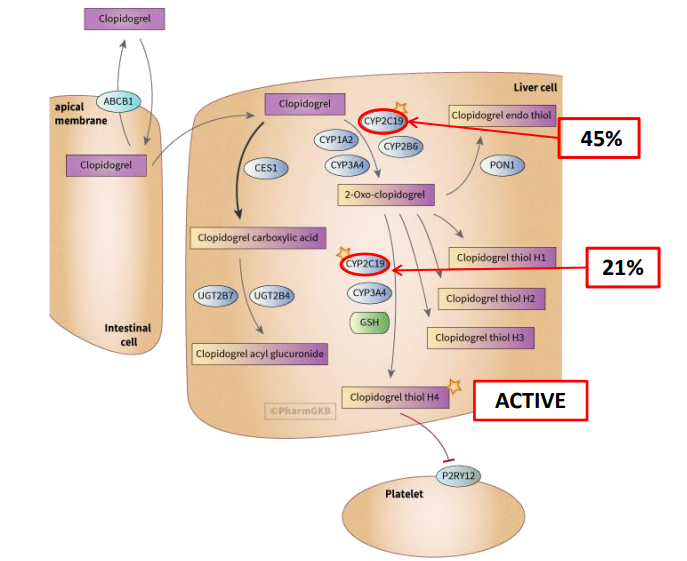 Clopidogrel
ABCB1
apical
membrane
Clopidogrel
Intestinal
cell
Liver cell
Clopidogrel
CYP2C19
Clopidogrel endo thiol
45%
CYP1A2
CYP2B6
CYP3A4
PON1
CES1
2-Oxo-clopidogrel
Clopidogrel carboxylic acid
CYP2C19
Clopidogrel thiol H1
21%
UGT2B7
UGT2B4
CYP3A4
Clopidogrel thiol H2
GSH
Clopidogrel thiol H3
Clopidogrel acyl glucuronide
Clopidogrel thiol H4
ACTIVE
©PharmGKB
P2RY12
Platelet